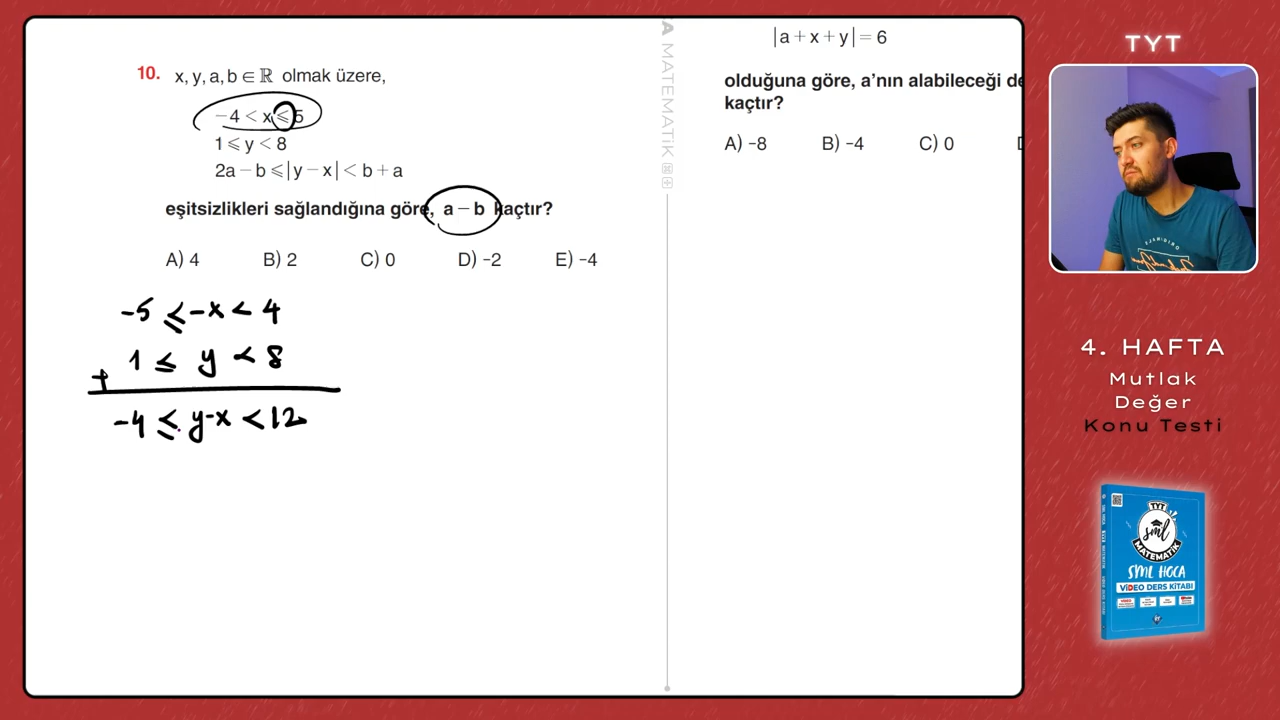 10. x, y, a, b ∈ ℝ olmak üzere,
−4 < x ⩽ 5
1 ⩽ y < 8
2a − b ⩽ |y − x| < b + a
eşitsizlikleri sağlandığına göre, a − b kaçtır?
A) 4 B) 2 C) 0 D) -2 E) -4
-5 ≤ -x < 4
1 ≤ y < 8
+
-4 ≤ y-x < 12
A MATEMATİK
|a + x + y| = 6
olduğuna göre, a'nın alabileceği de
kaçtır?
A) -8 B) -4 C) 0
TYT
4. HAFTA
Mutlak
Değer
Konu Testi
TYT
sml
MATEMATİK
SML HOCA
VİDEO DERS KİTABI